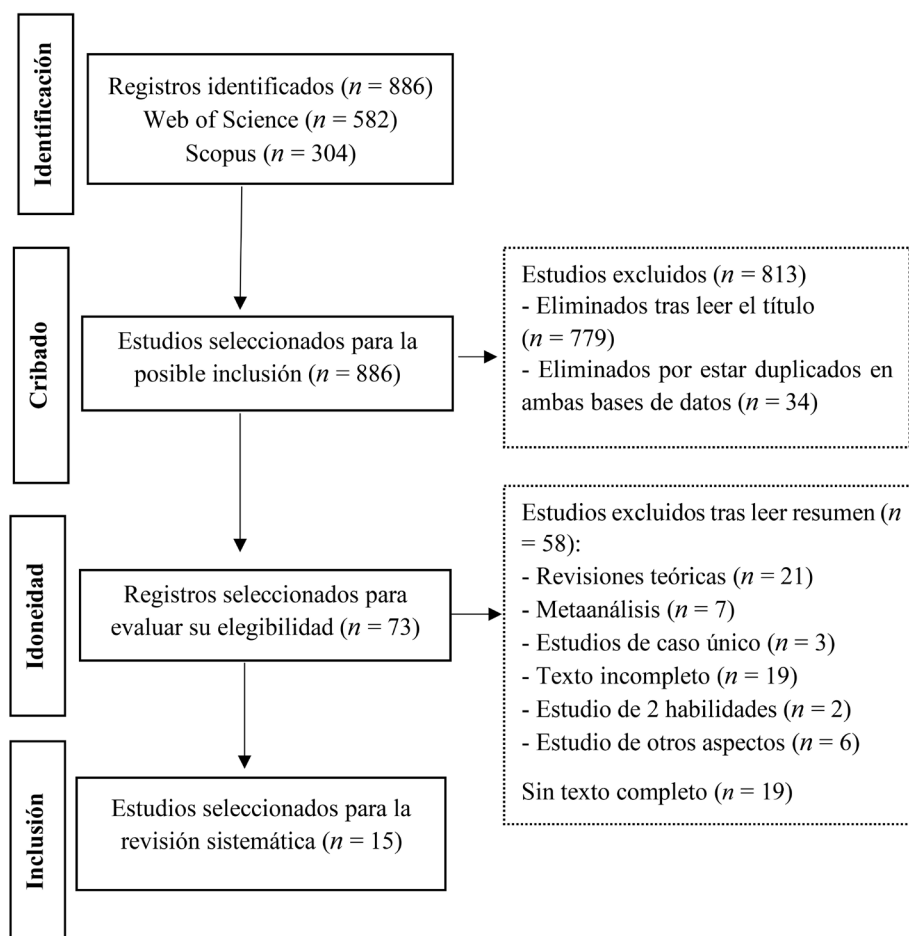 Identificación
Registros identificados (n = 886)
Web of Science (n = 582)
Scopus (n = 304)
Cribado
Estudios seleccionados para la
posible inclusión (n = 886)
Estudios excluidos (n = 813)
- Eliminados tras leer el título
(n = 779)
- Eliminados por estar duplicados en
ambas bases de datos (n = 34)
Idoneidad
Registros seleccionados para
evaluar su elegibilidad (n = 73)
Estudios excluidos tras leer resumen (n
= 58):
- Revisiones teóricas (n = 21)
- Metaanálisis (n = 7)
- Estudios de caso único (n = 3)
- Texto incompleto (n = 19)
- Estudio de 2 habilidades (n = 2)
- Estudio de otros aspectos (n = 6)
Sin texto completo (n = 19)
Inclusión
Estudios seleccionados para la
revisión sistemática (n = 15)